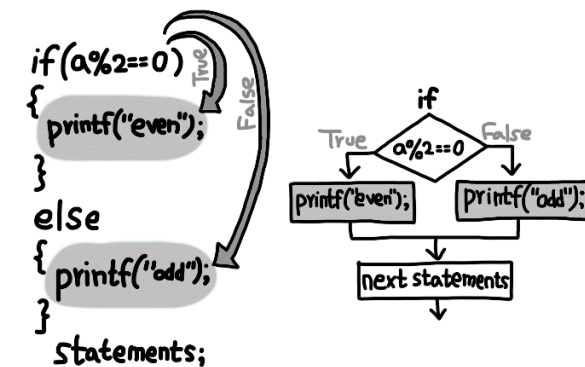 if(a%2==0)
{
printf("even");
}
else
{
printf("odd");
}
statements;
True
False
if
True
False
a%2==0
printf("even");
printf("odd");
next statements